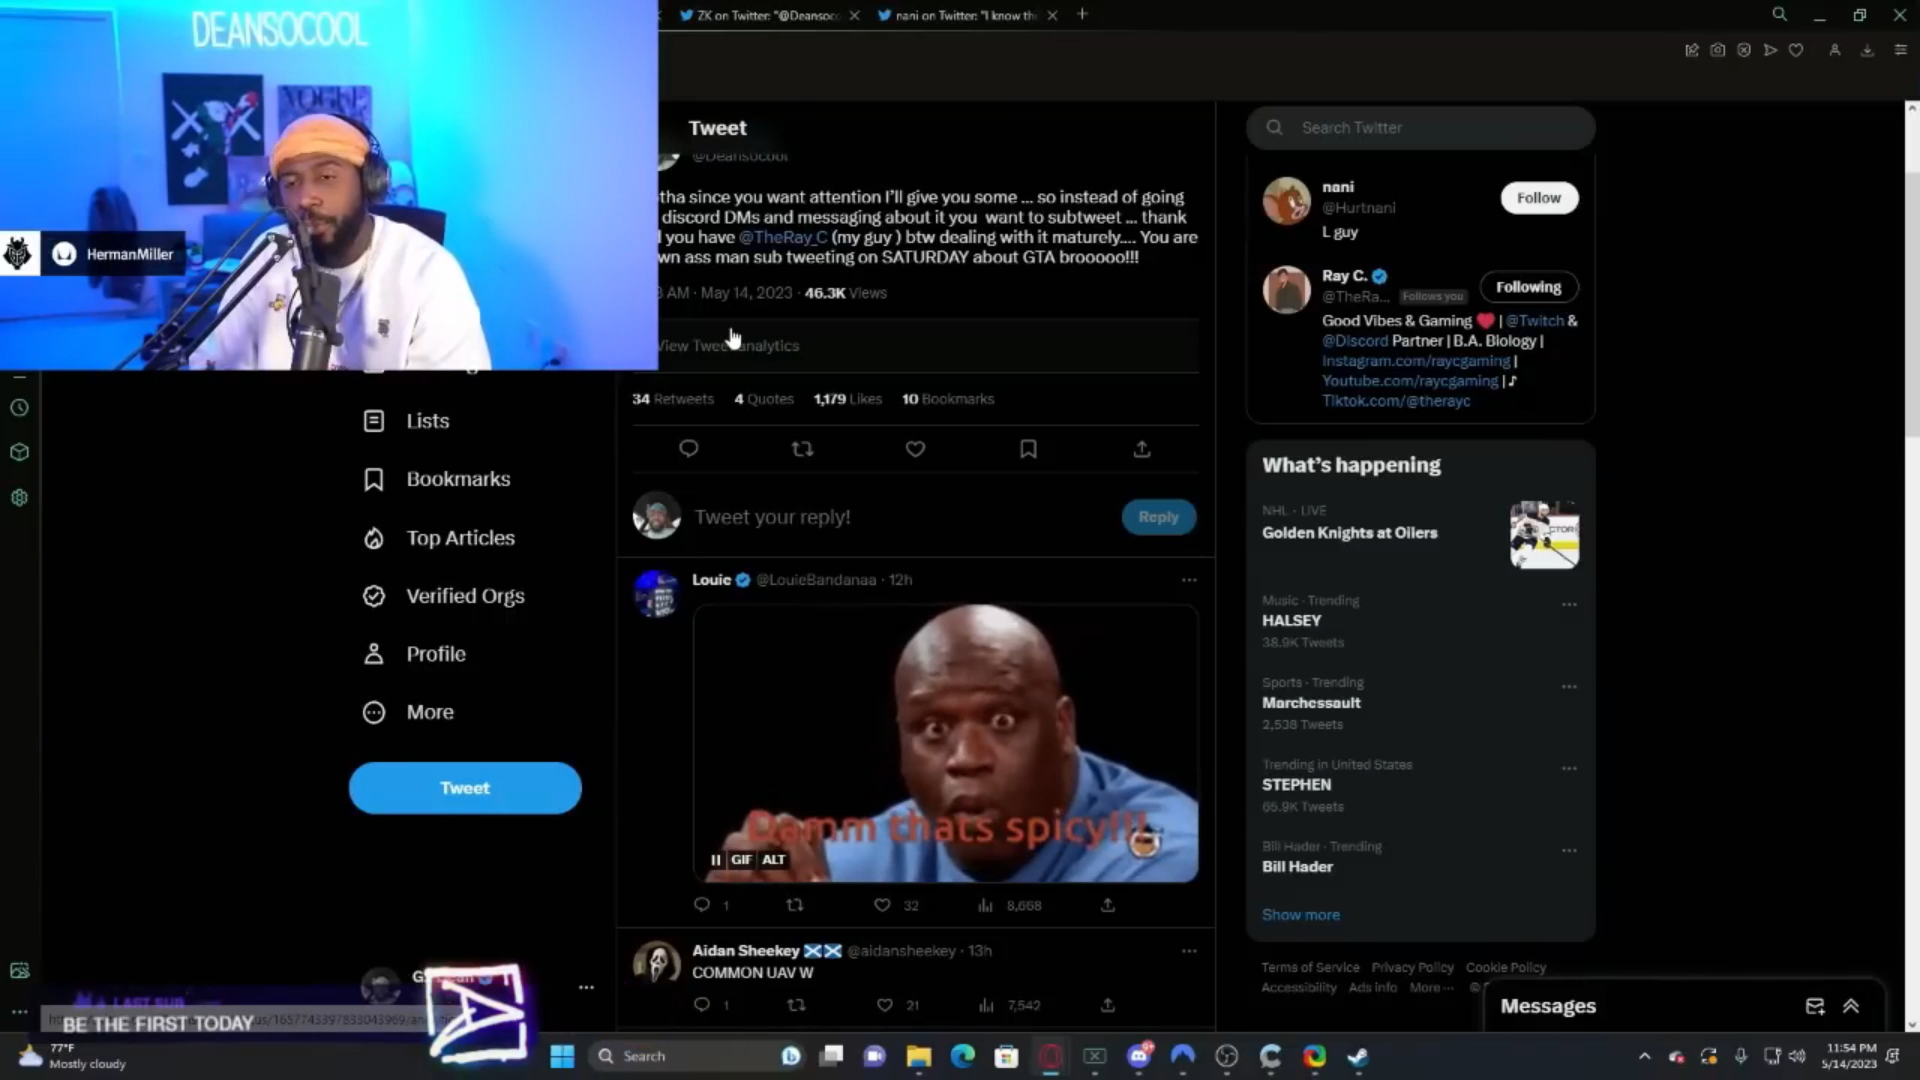 DEANSOCOOL
VOGUE
HermanMiller
ZK on Twitter: "@Deansoc
nani on Twitter: "I know th
Tweet
@Deansocool
tha since you want attention I'll give you some ... so instead of going
discord DMs and messaging about it you want to subtweet ... thank
you have @TheRay_C (my guy ) btw dealing with it maturely.... You are
wn ass man sub tweeting on SATURDAY about GTA brooooo!!!
AM · May 14, 2023 · 46.3K Views
View Tweet analytics
34 Retweets 4 Quotes 1,179 Likes 10 Bookmarks
Tweet your reply!
Reply
Louie @LouieBandanaa · 12h
Damm thats spicy!!!
GIF ALT
1 32 8,668
Aidan Sheekey @aidansheekey · 13h
COMMON UAV W
1 21 7,542
Lists
Bookmarks
Top Articles
Verified Orgs
Profile
More
Tweet
LAST SUB
BE THE FIRST TODAY
Search Twitter
nani
@Hurtnani
Follow
L guy
Ray C.
@TheRa... Follows you
Following
Good Vibes & Gaming ❤️ | @Twitch &
@Discord Partner | B.A. Biology |
Instagram.com/raycgaming |
Youtube.com/raycgaming |
Tiktok.com/@therayc
What's happening
NHL · LIVE
Golden Knights at Oilers
Music · Trending
HALSEY
38.9K Tweets
Sports · Trending
Marchessault
2,538 Tweets
Trending in United States
STEPHEN
65.9K Tweets
Bill Hader · Trending
Bill Hader
Show more
Terms of Service Privacy Policy Cookie Policy
Accessibility Ads info More ··· ©
Messages
77°F
Mostly cloudy
Search
11:54 PM
5/14/2023